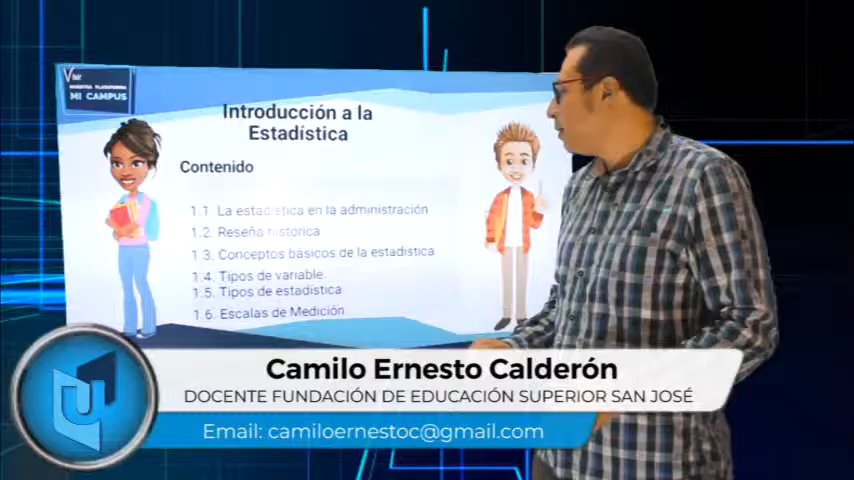 Vive
NUESTRA PLATAFORMA
MI CAMPUS
Introducción a la
Estadística
Contenido
1.1 La estadística en la administración
1.2. Reseña histórica
1.3. Conceptos básicos de la estadística
1.4. Tipos de variable.
1.5. Tipos de estadística
1.6. Escalas de Medición
Camilo Ernesto Calderón
DOCENTE FUNDACIÓN DE EDUCACIÓN SUPERIOR SAN JOSÉ
Email: camiloernestoc@gmail.com